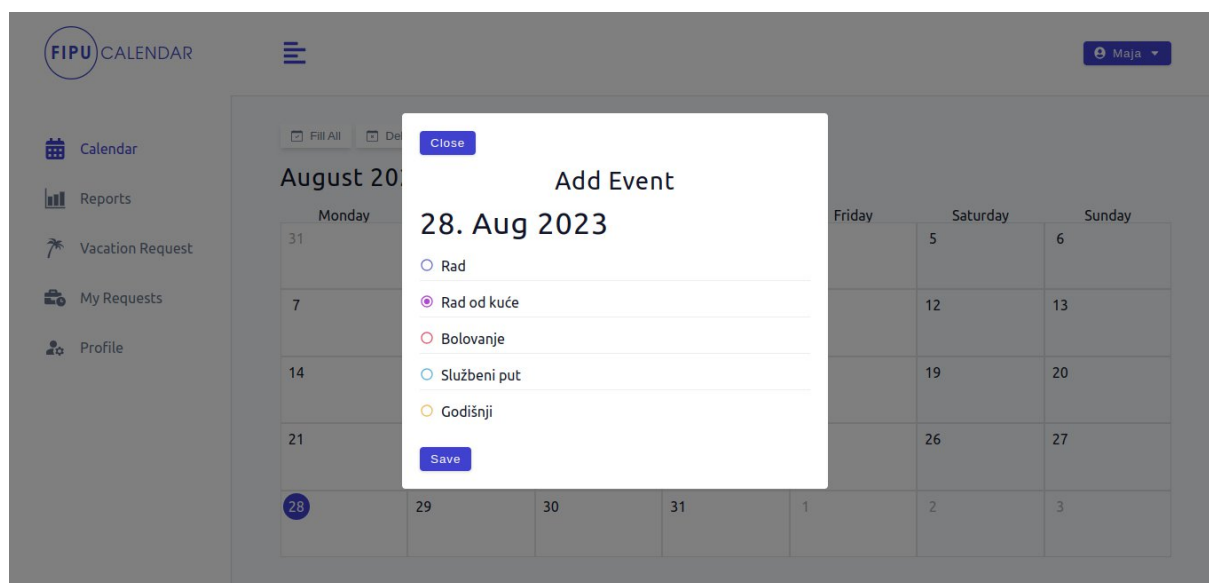 FIPU CALENDAR
Maja
Calendar
Reports
Vacation Request
My Requests
Profile
Fill All
August
Monday Friday Saturday Sunday
31 5 6
7 12 13
14 19 20
21 26 27
28 29 30 31 1 2 3
Close
Add Event
28. Aug 2023
Rad
Rad od kuće
Bolovanje
Službeni put
Godišnji
Save